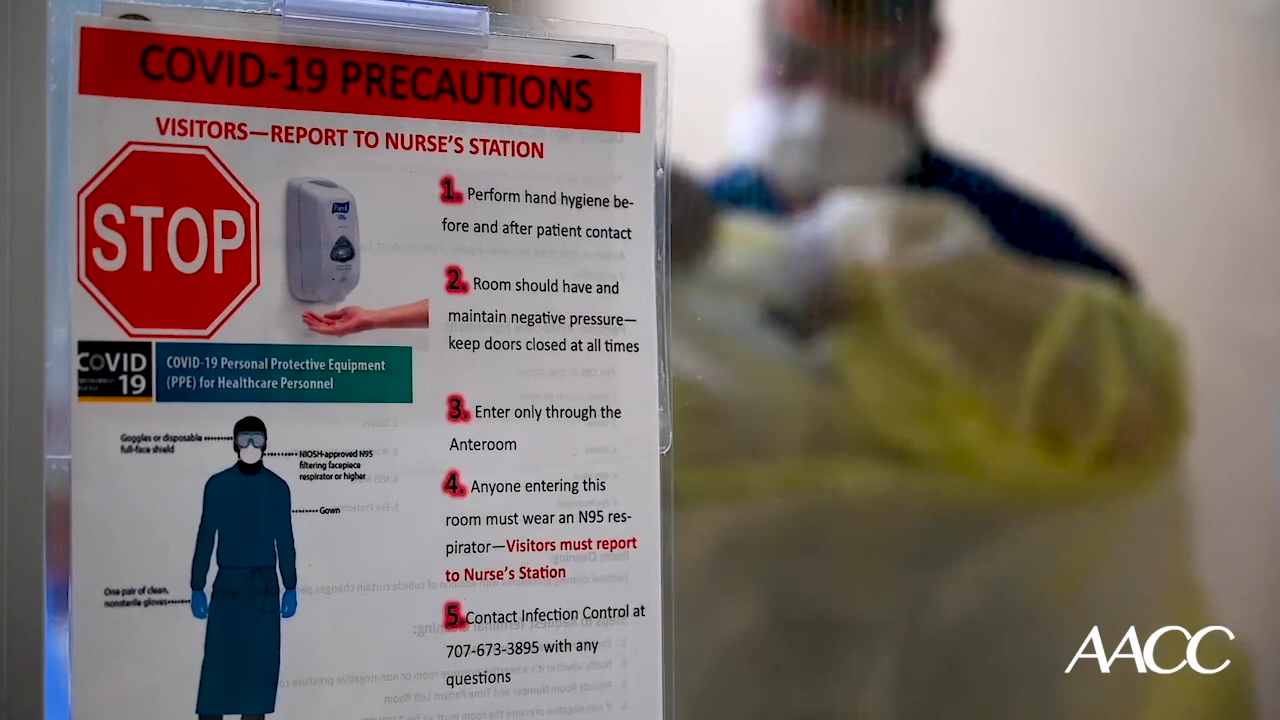 COVID-19 PRECAUTIONS
VISITORS—REPORT TO NURSE'S STATION
STOP
1. Perform hand hygiene be-
fore and after patient contact
2. Room should have and
maintain negative pressure—
keep doors closed at all times
3. Enter only through the
Anteroom
4. Anyone entering this
room must wear an N95 res-
pirator—Visitors must report
to Nurse's Station
5. Contact Infection Control at
707-673-3895 with any
questions
COVID
19
COVID-19 Personal Protective Equipment
(PPE) for Healthcare Personnel
Goggles or disposable
full-face shield
NIOSH-approved N95
filtering facepiece
respirator or higher
Gown
One pair of clean,
nonsterile gloves
AACC